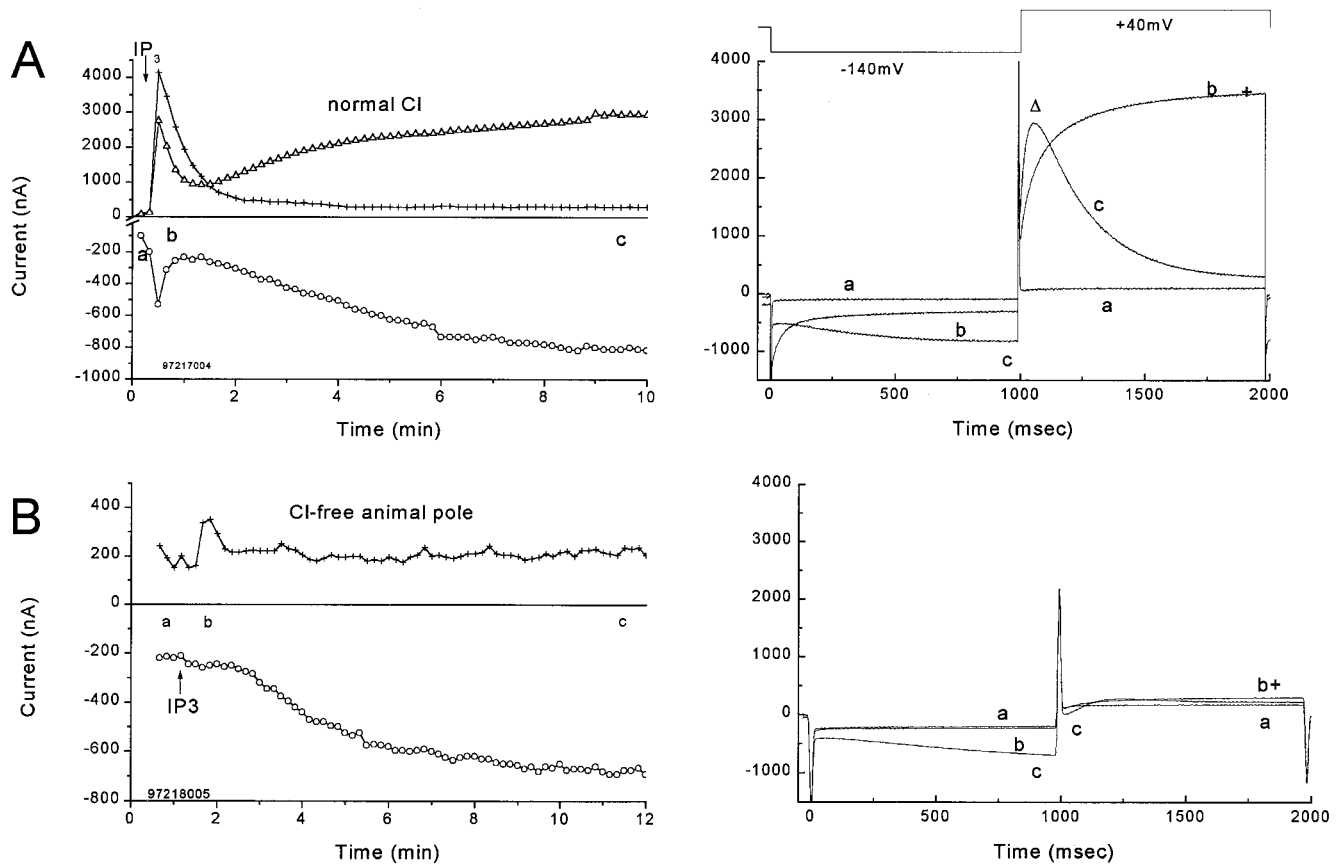 A
IP3
normal Cl
4000
3000
2000
1000
0
-200
-400
-600
-800
-1000
Current (nA)
a
b
c
97217004
0
2
4
6
8
10
Time (min)
+40mV
-140mV
4000
3000
2000
1000
0
-1000
Δ
b +
c
a
a
b
c
0
500
1000
1500
2000
Time (msec)
B
Cl-free animal pole
400
200
0
-200
-400
-600
-800
Current (nA)
a
b
c
IP3
97218005
0
2
4
6
8
10
12
Time (min)
4000
3000
2000
1000
0
-1000
a
b
c
b+
c
a
0
500
1000
1500
2000
Time (msec)